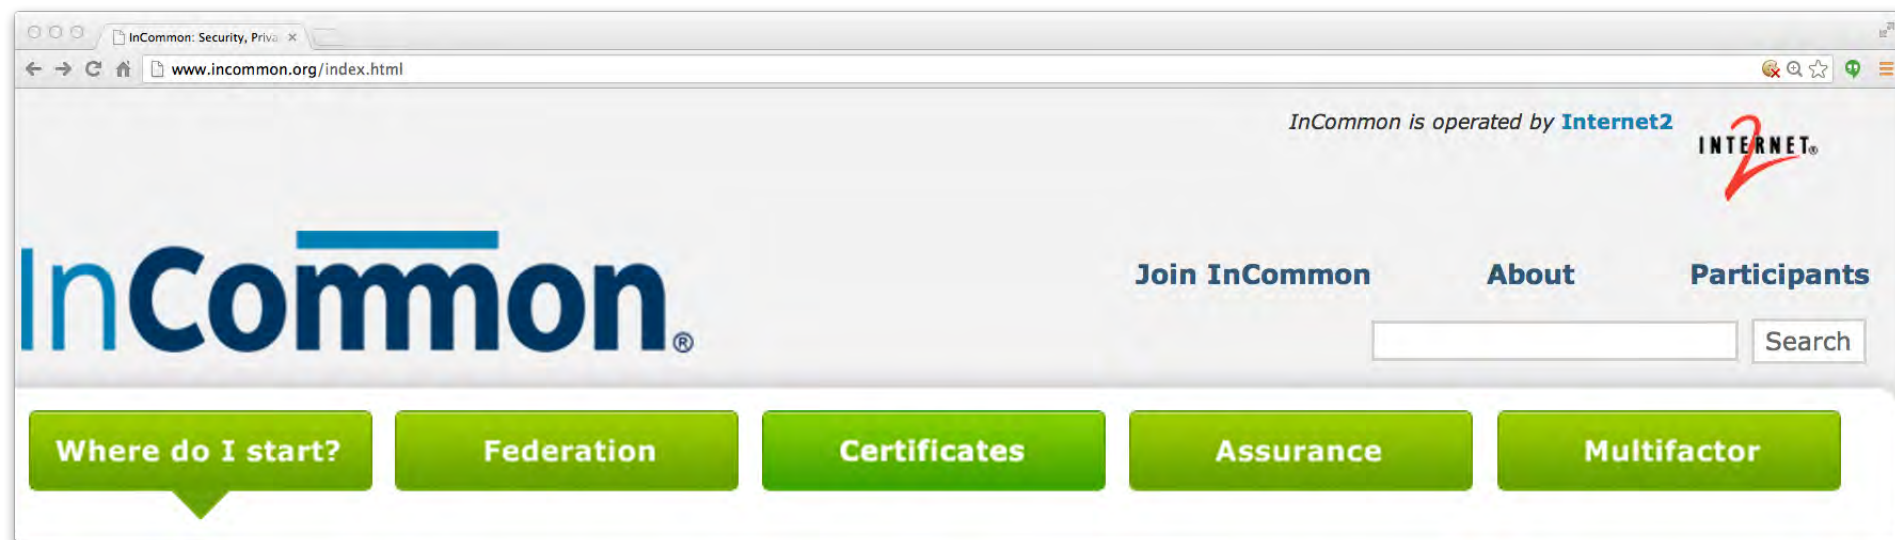 InCommon: Security, Priva
www.incommon.org/index.html
InCommon is operated by Internet2
INTERNET®
2
InCommon®
Join InCommon About Participants
Search
Where do I start? Federation Certificates Assurance Multifactor